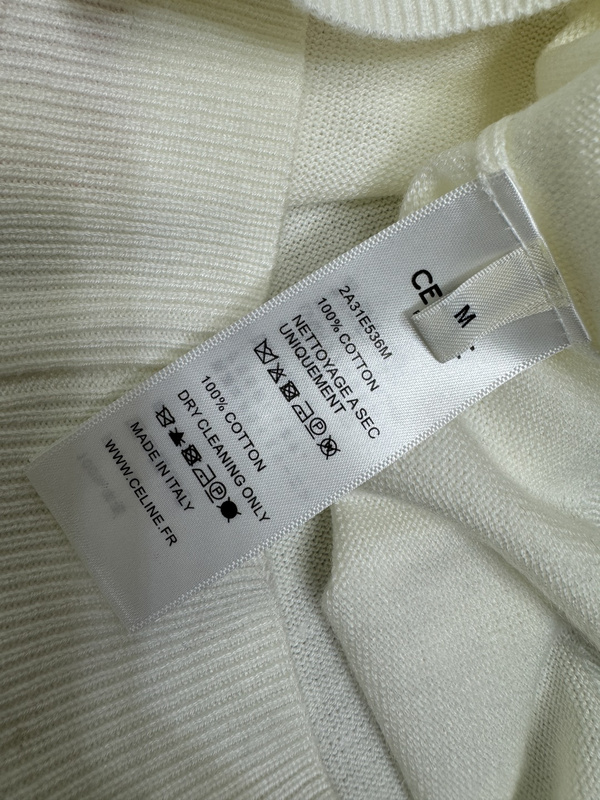 CE
M
2A31E536M
100% COTTON
NETTOYAGE A SEC
UNIQUEMENT
100% COTTON
DRY CLEANING ONLY
MADE IN ITALY
WWW.CELINE.FR